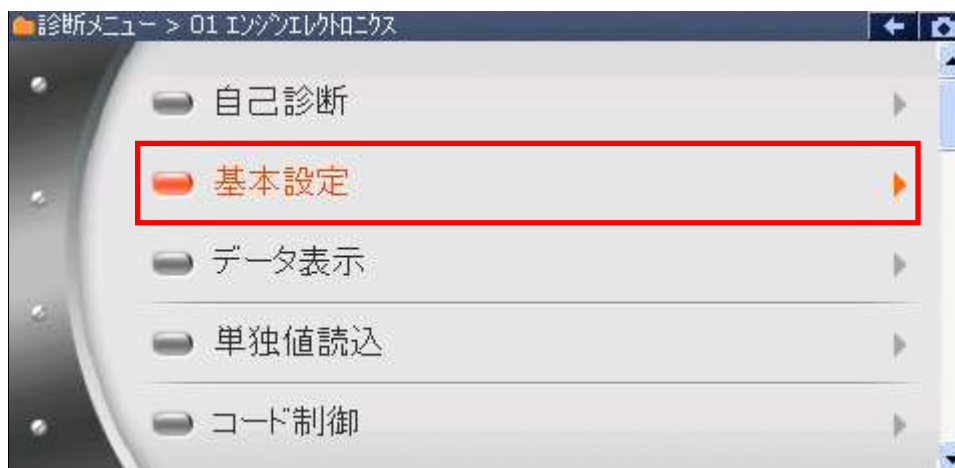 診断メニュー > 01 エンジンエレクトロニクス
自己診断
基本設定
データ表示
単独値読込
コード制御